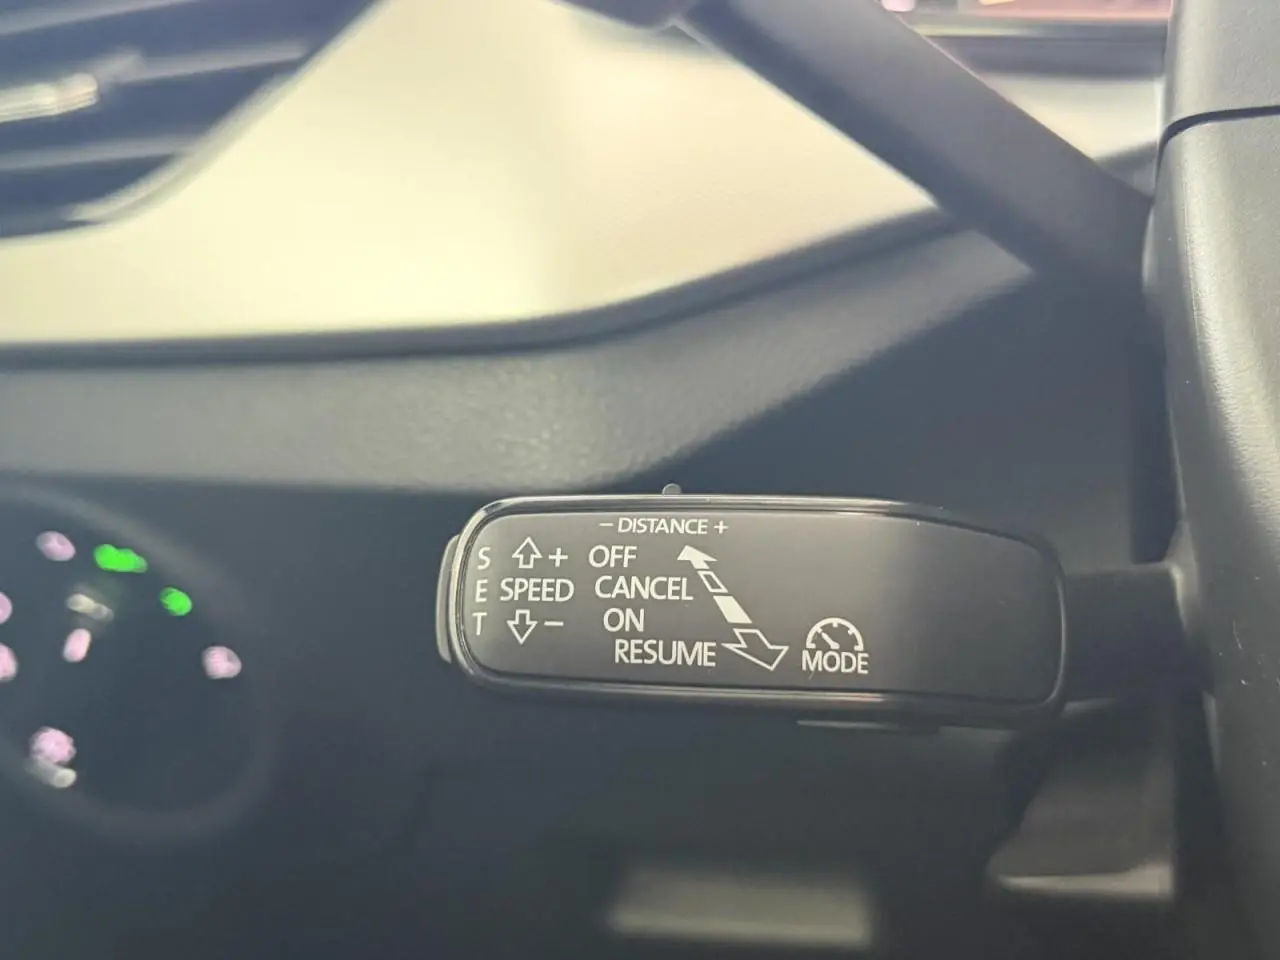 − DISTANCE +
S + OFF
E SPEED CANCEL
T − ON
RESUME
MODE